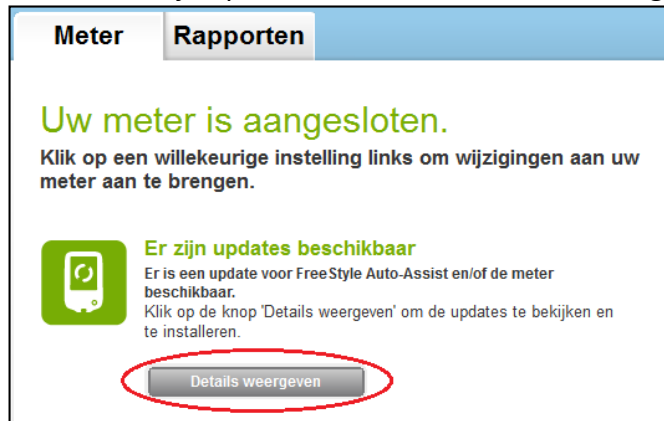 Meter
Rapporten
Uw meter is aangesloten.
Klik op een willekeurige instelling links om wijzigingen aan uw
meter aan te brengen.
Er zijn updates beschikbaar
Er is een update voor FreeStyle Auto-Assist en/of de meter
beschikbaar.
Klik op de knop 'Details weergeven' om de updates te bekijken en
te installeren.
Details weergeven